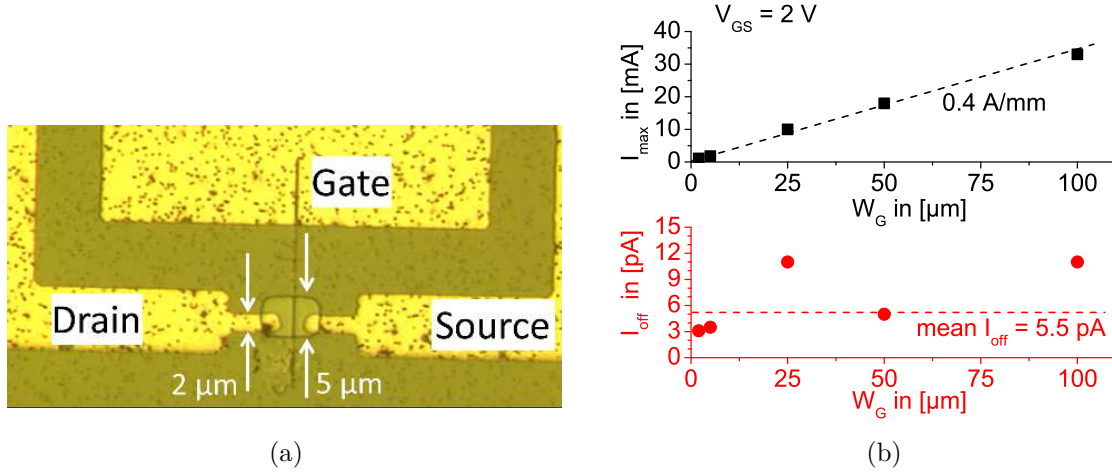 Gate
Drain
Source
2 µm
5 µm
(a)
V_GS = 2 V
I_max in [mA]
40
30
20
10
0
0.4 A/mm
0 25 50 75 100
W_G in [µm]
I_off in [pA]
15
12
9
6
3
0
mean I_off = 5.5 pA
0 25 50 75 100
W_G in [µm]
(b)